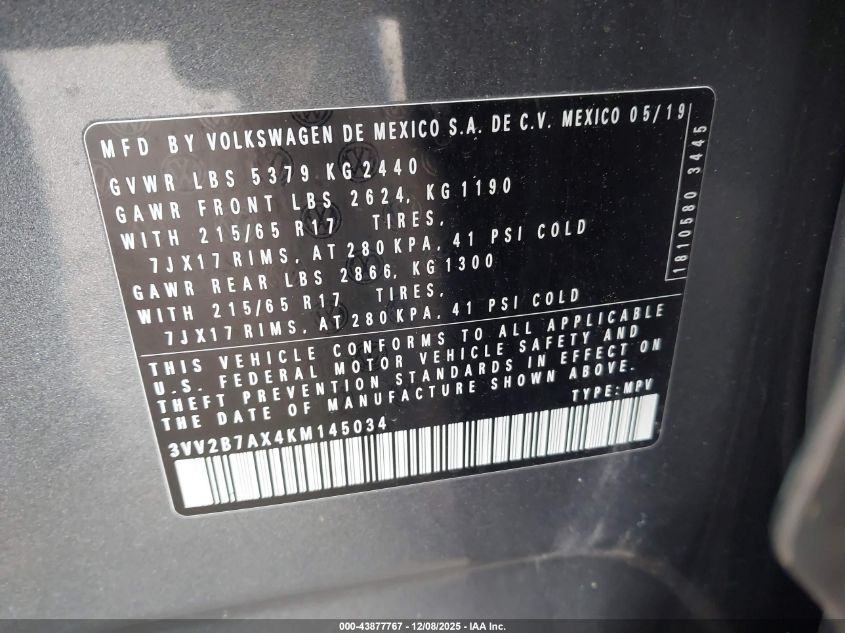 MFD BY VOLKSWAGEN DE MEXICO S.A. DE C.V. MEXICO 05/19
GVWR LBS 5379 KG 2440
GAWR FRONT LBS 2624, KG 1190
WITH 215/65 R17 TIRES,
7JX17 RIMS, AT 280 KPA, 41 PSI COLD
GAWR REAR LBS 2866, KG 1300
WITH 215/65 R17 TIRES,
7JX17 RIMS, AT 280 KPA, 41 PSI COLD
1810580 3445
THIS VEHICLE CONFORMS TO ALL APPLICABLE
U.S. FEDERAL MOTOR VEHICLE SAFETY AND
THEFT PREVENTION STANDARDS IN EFFECT ON
THE DATE OF MANUFACTURE SHOWN ABOVE.
TYPE: MPV
3VV2B7AX4KM145034
000-43877767 - 12/08/2025 - IAA Inc.